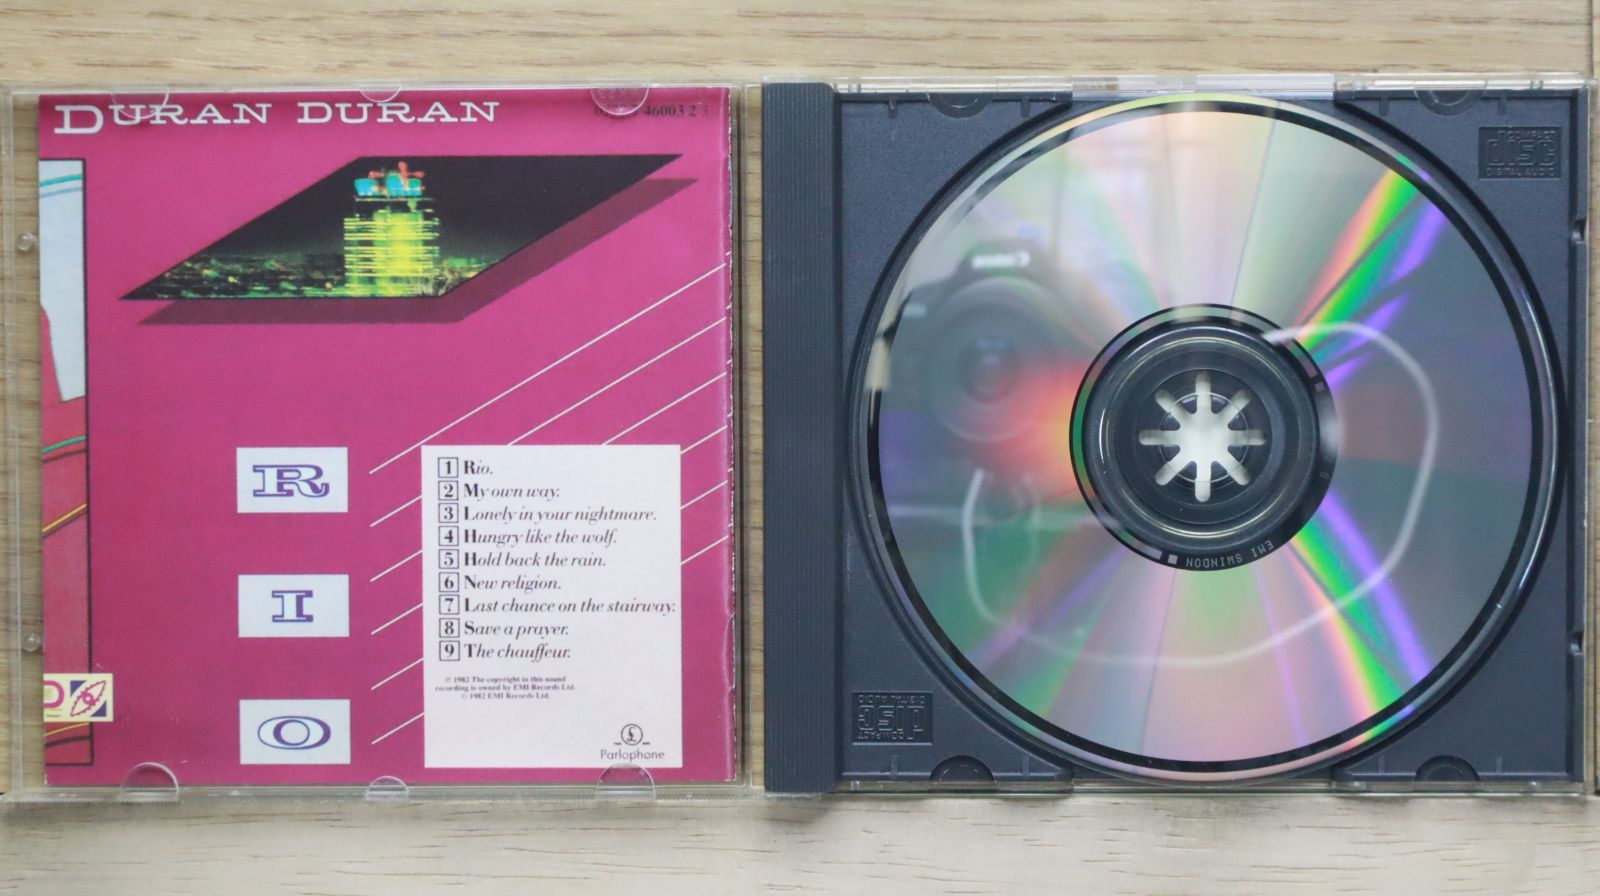 DURAN DURAN
46003 2 3
R
I
O
1 Rio.
2 My own way.
3 Lonely in your nightmare.
4 Hungry like the wolf.
5 Hold back the rain.
6 New religion.
7 Last chance on the stairway.
8 Save a prayer.
9 The chauffeur.
© 1982 The copyright in this sound
recording is owned by EMI Records Ltd.
© 1982 EMI Records Ltd.
Parlophone
COMPACT
disc
DIGITAL AUDIO
Canon
EMI SWINDON
COMPACT
disc
DIGITAL AUDIO